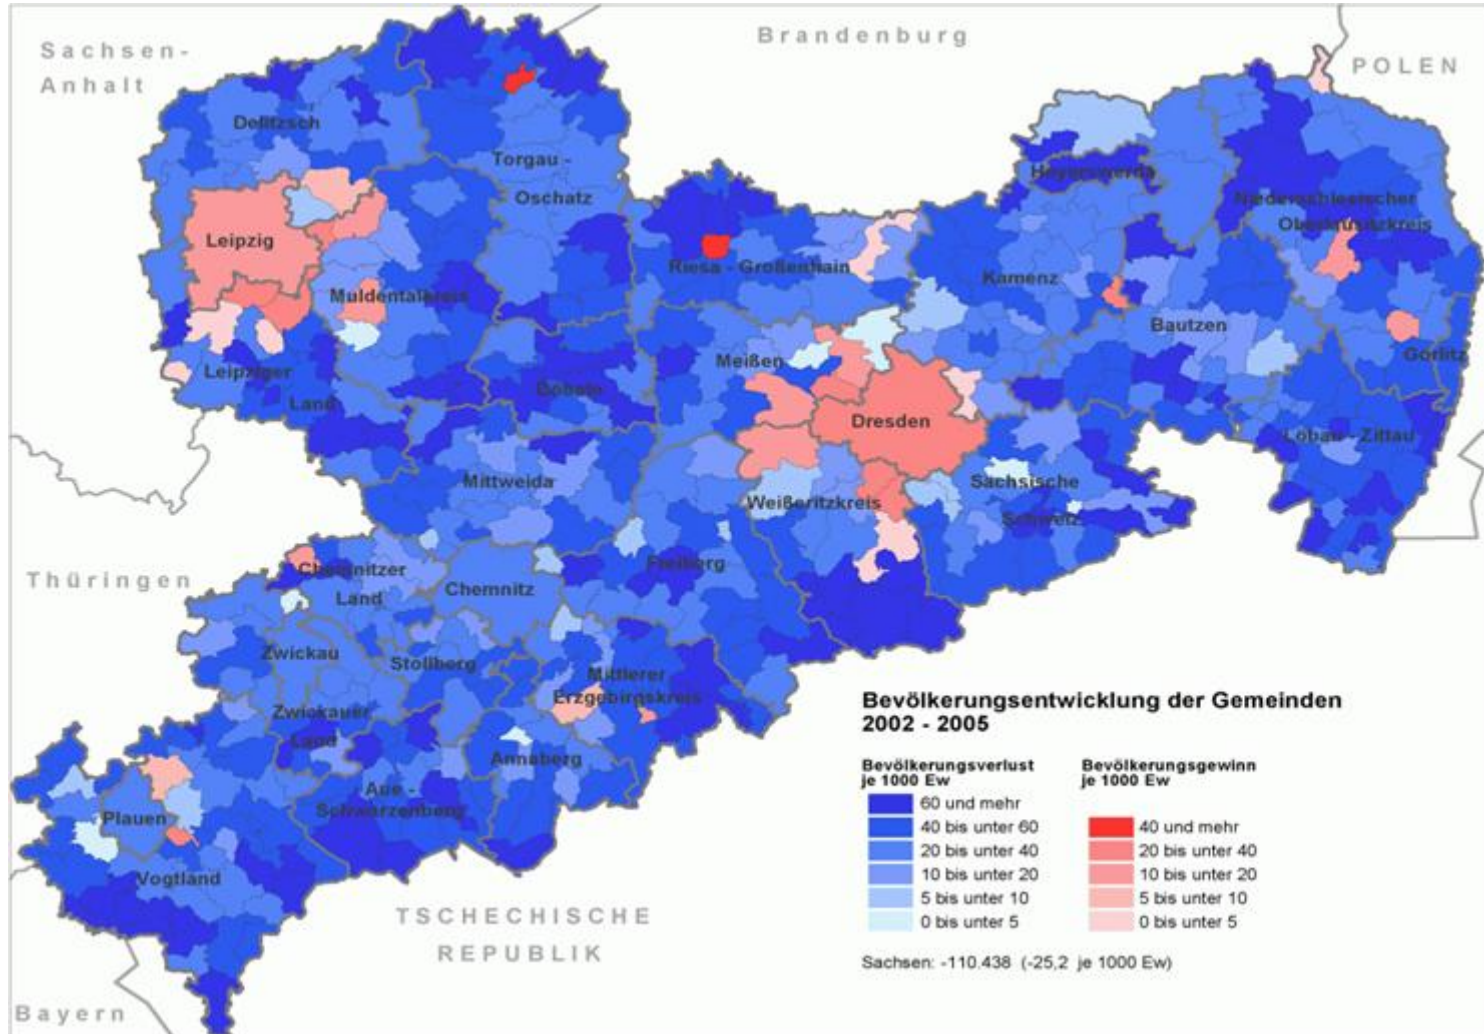 Sachsen-
Anhalt
Brandenburg
POLEN
Delitzsch
Torgau -
Oschatz
Hoyerswerda
Niederschlesischer
Oberlausitzkreis
Leipzig
Riesa - Großenhain
Kamenz
Muldentalkreis
Bautzen
Meißen
Görlitz
Leipziger
Land
Döbeln
Dresden
Löbau - Zittau
Mittweida
Weißeritzkreis
Sächsische
Schweiz
Thüringen
Chemnitzer
Land
Chemnitz
Freiberg
Zwickau
Stollberg
Mittlerer
Erzgebirgskreis
Zwickauer
Land
Annaberg
Aue -
Schwarzenberg
Plauen
Vogtland
TSCHECHISCHE
REPUBLIK
Bayern
Bevölkerungsentwicklung der Gemeinden
2002 - 2005
Bevölkerungsverlust
je 1000 Ew
60 und mehr
40 bis unter 60
20 bis unter 40
10 bis unter 20
5 bis unter 10
0 bis unter 5
Bevölkerungsgewinn
je 1000 Ew
40 und mehr
20 bis unter 40
10 bis unter 20
5 bis unter 10
0 bis unter 5
Sachsen: -110.438 (-25,2 je 1000 Ew)